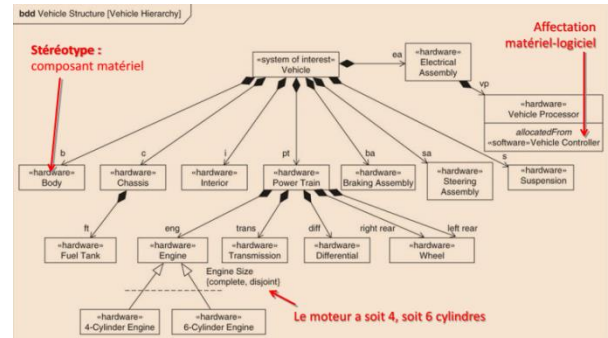 bdd Vehicle Structure [Vehicle Hierarchy]
Stéréotype :
composant matériel
Affectation
matériel-logiciel
«system of interest»
Vehicle
ea
«hardware»
Electrical
Assembly
vp
«hardware»
Vehicle Processor
allocatedFrom
«software»Vehicle Controller
b
c
i
pt
ba
sa
s
«hardware»
Body
«hardware»
Chassis
«hardware»
Interior
«hardware»
Power Train
«hardware»
Braking Assembly
«hardware»
Steering
Assembly
«hardware»
Suspension
ft
eng
trans
diff
right rear
left rear
«hardware»
Fuel Tank
«hardware»
Engine
«hardware»
Transmission
«hardware»
Differential
«hardware»
Wheel
Engine Size
{complete, disjoint}
«hardware»
4-Cylinder Engine
«hardware»
6-Cylinder Engine
Le moteur a soit 4, soit 6 cylindres